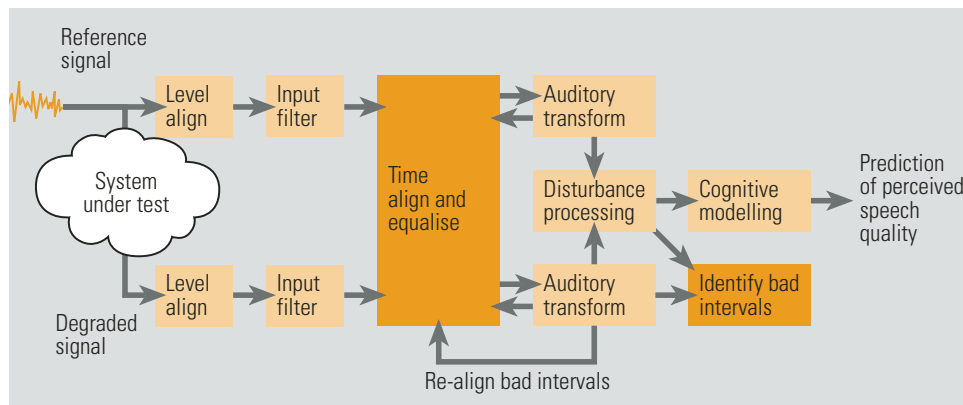 Reference
signal
Level
align
Input
filter
Auditory
transform
System
under test
Time
align and
equalise
Disturbance
processing
Cognitive
modelling
Prediction
of perceived
speech
quality
Level
align
Input
filter
Auditory
transform
Identify bad
intervals
Degraded
signal
Re-align bad intervals